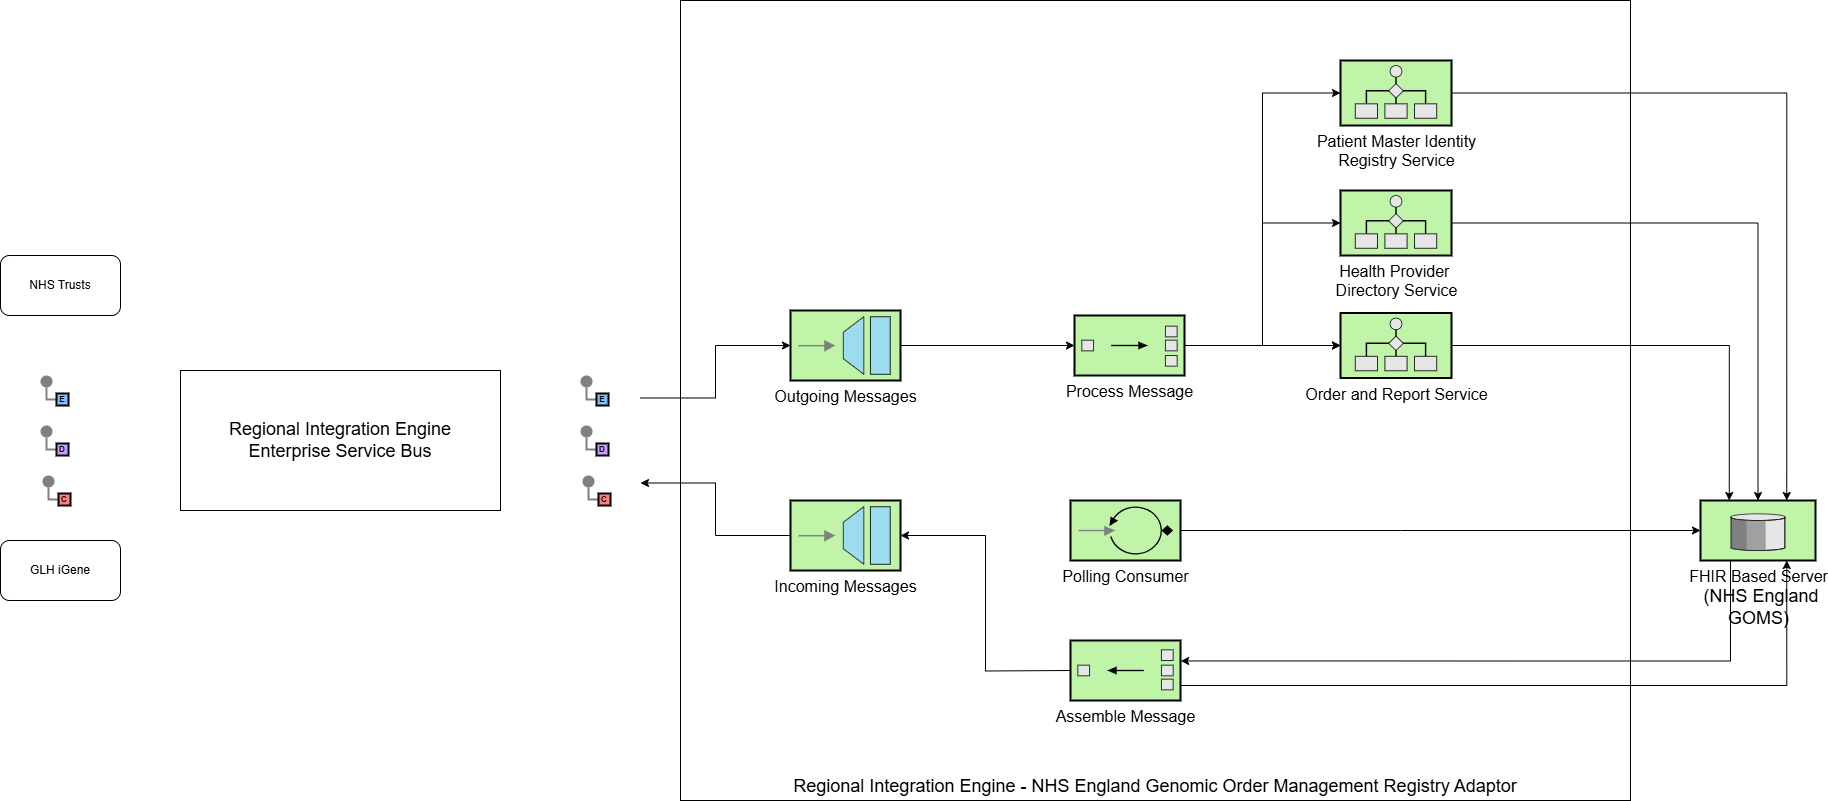 Patient Master Identity
Registry Service
Health Provider
Directory Service
NHS Trusts
Outgoing Messages
Process Message
Order and Report Service
E
D
C
Regional Integration Engine
Enterprise Service Bus
E
D
C
GLH iGene
Incoming Messages
Polling Consumer
FHIR Based Server
(NHS England
GOMS)
Assemble Message
Regional Integration Engine - NHS England Genomic Order Management Registry Adaptor